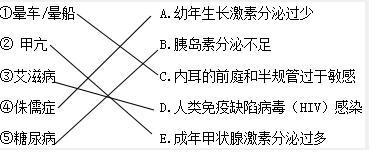 ①晕车/晕船 A.幼年生长激素分泌过少
② 甲亢 B.胰岛素分泌不足
③艾滋病 C.内耳的前庭和半规管过于敏感
④侏儒症 D.人类免疫缺陷病毒（HIV）感染
⑤糖尿病 E.成年甲状腺激素分泌过多